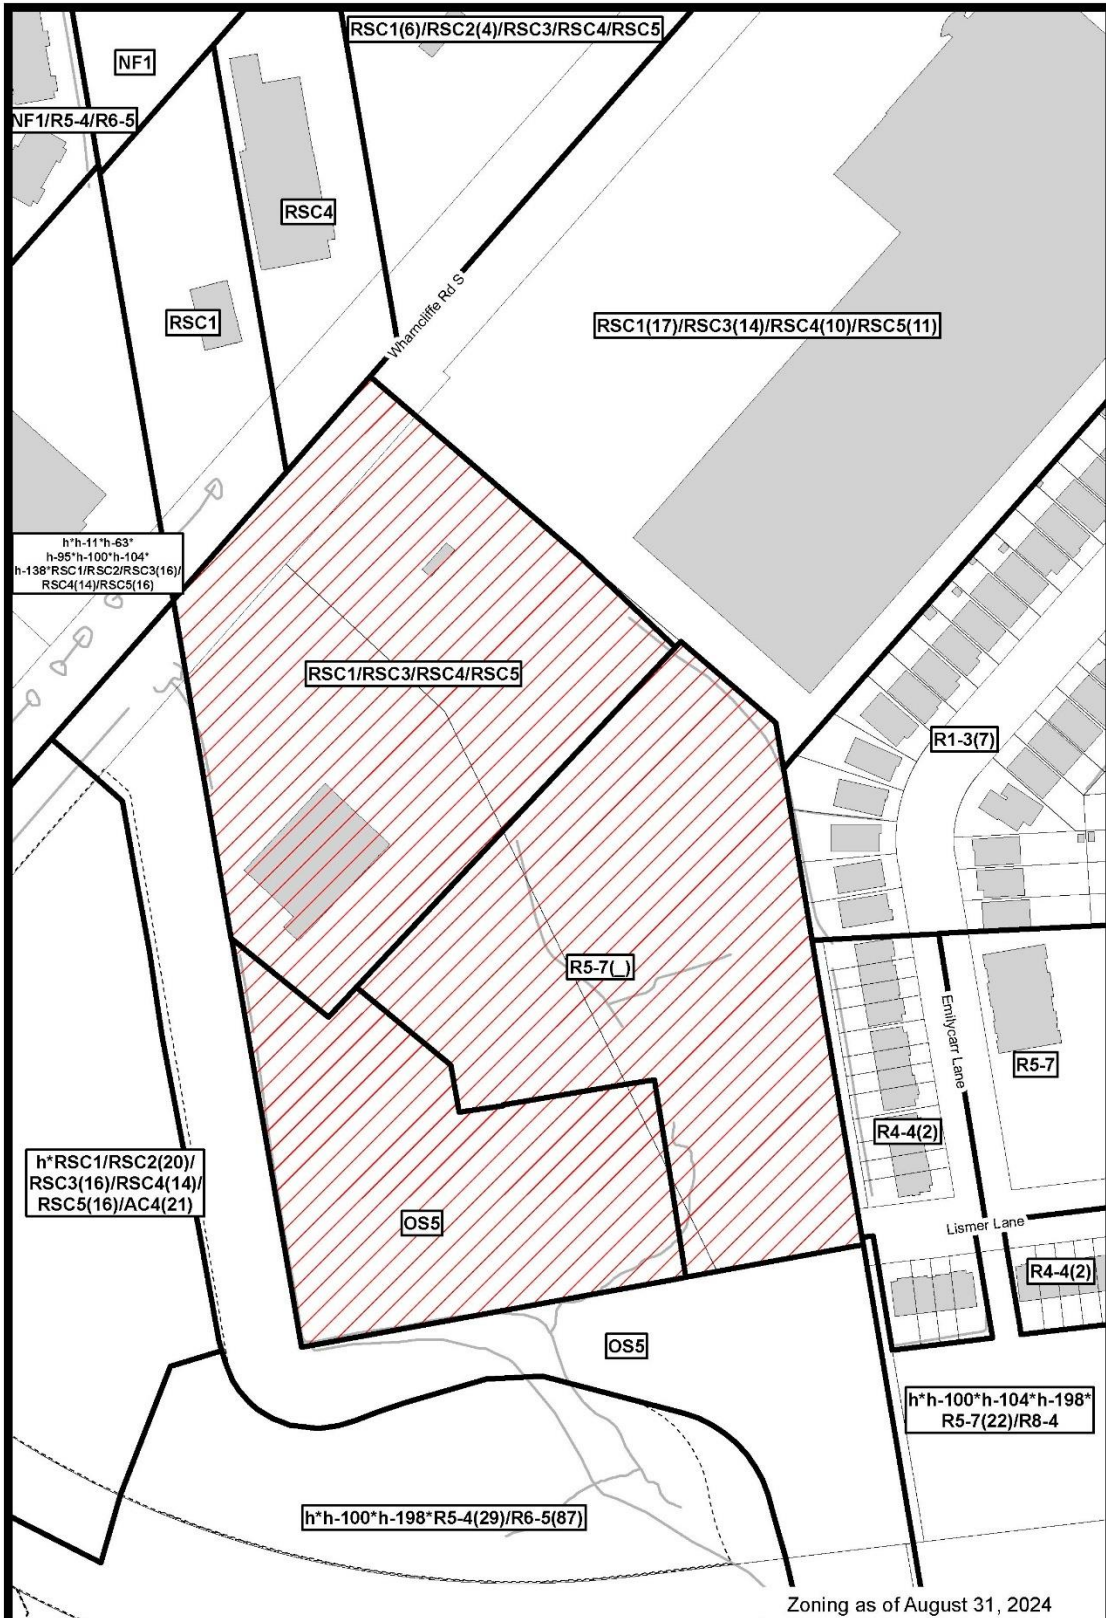 RSC1(6)/RSC2(4)/RSC3/RSC4/RSC5
NF1
NF1/R5-4/R6-5
RSC4
RSC1
Wharncliffe Rd S
RSC1(17)/RSC3(14)/RSC4(10)/RSC5(11)
h*h-11*h-63*
h-95*h-100*h-104*
h-138*RSC1/RSC2/RSC3(16)/
RSC4(14)/RSC5(16)
RSC1/RSC3/RSC4/RSC5
R1-3(7)
R5-7(_)
Emilycarr Lane
R5-7
R4-4(2)
h*RSC1/RSC2(20)/
RSC3(16)/RSC4(14)/
RSC5(16)/AC4(21)
OS5
Lismer Lane
R4-4(2)
OS5
h*h-100*h-104*h-198*
R5-7(22)/R8-4
h*h-100*h-198*R5-4(29)/R6-5(87)
Zoning as of August 31, 2024